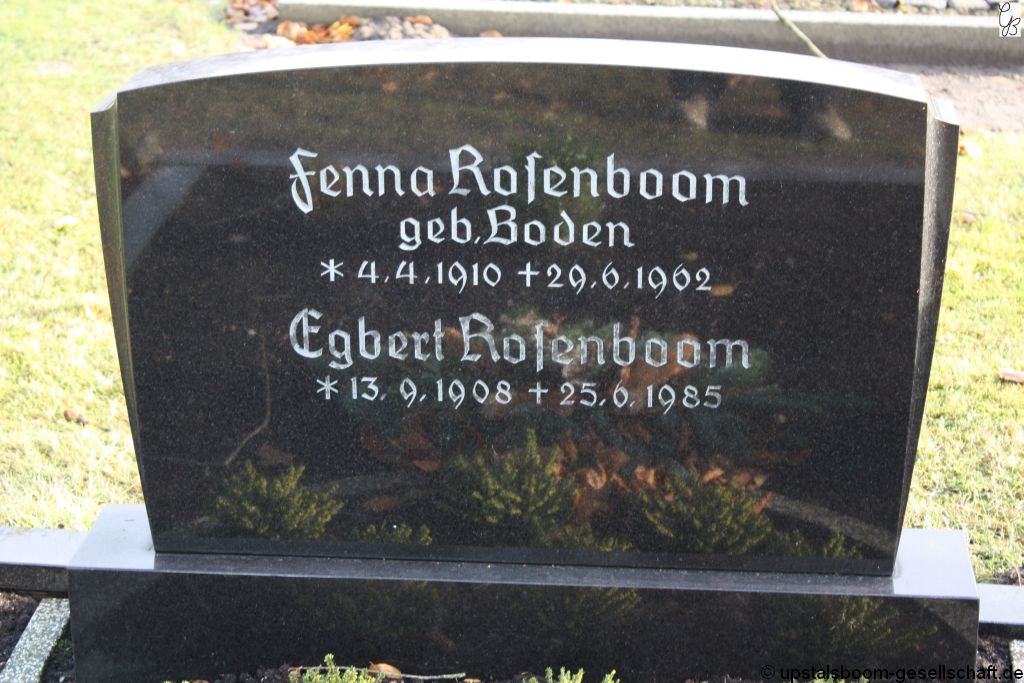 Fenna Roſenboom
geb. Boden
* 4.4.1910 + 29.6.1962
Egbert Roſenboom
* 13.9.1908 + 25.6.1985
© upstalsboom-gesellschaft.de